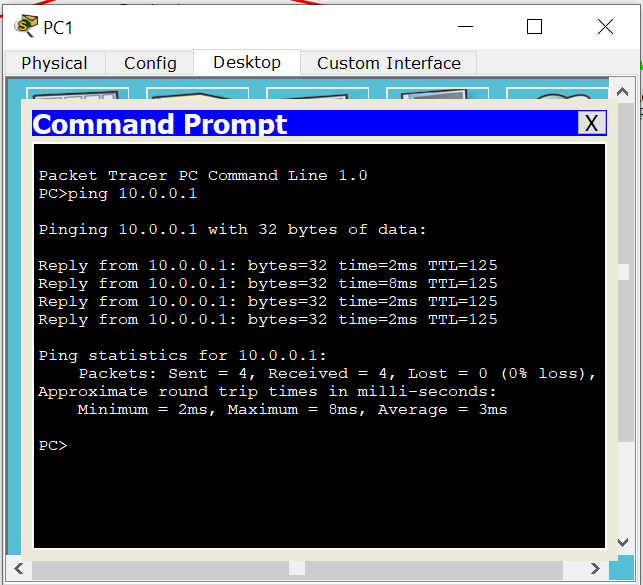 PC1
Physical Config Desktop Custom Interface
Command Prompt X
Packet Tracer PC Command Line 1.0
PC>ping 10.0.0.1
Pinging 10.0.0.1 with 32 bytes of data:
Reply from 10.0.0.1: bytes=32 time=2ms TTL=125
Reply from 10.0.0.1: bytes=32 time=8ms TTL=125
Reply from 10.0.0.1: bytes=32 time=2ms TTL=125
Reply from 10.0.0.1: bytes=32 time=2ms TTL=125
Ping statistics for 10.0.0.1:
Packets: Sent = 4, Received = 4, Lost = 0 (0% loss),
Approximate round trip times in milli-seconds:
Minimum = 2ms, Maximum = 8ms, Average = 3ms
PC>